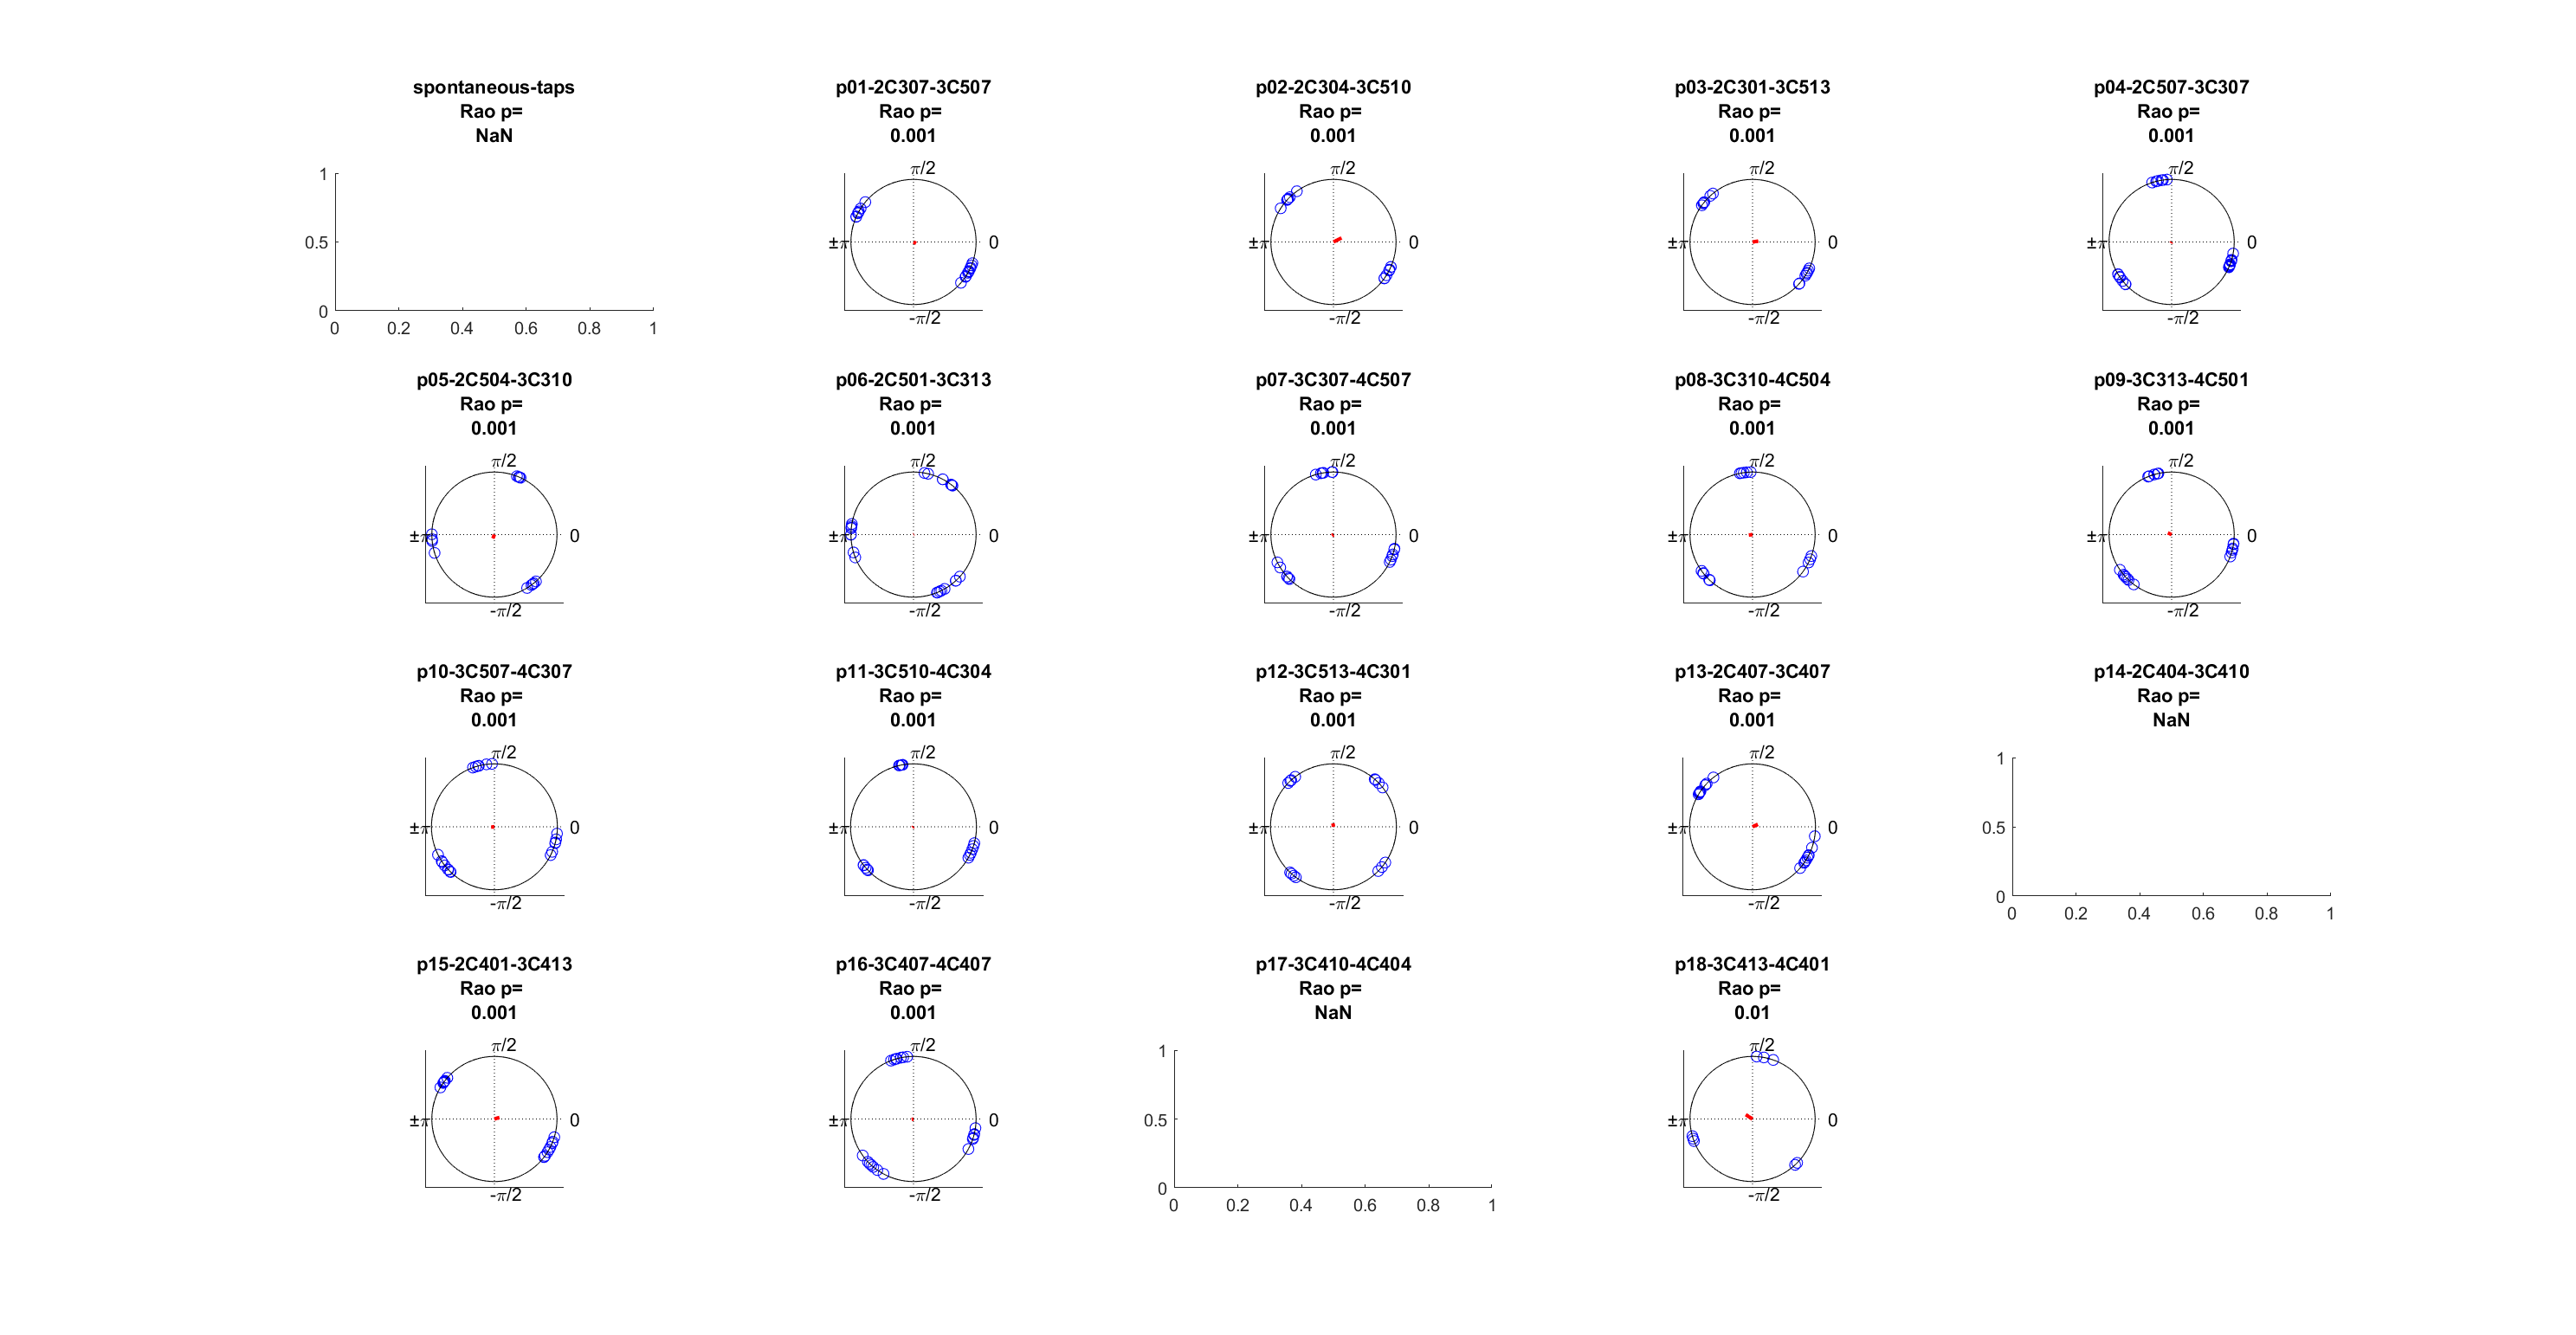 spontaneous-taps
Rao p=
NaN
1
0.5
0
0 0.2 0.4 0.6 0.8 1
p01-2C307-3C507
Rao p=
0.001
π/2
±π 0
-π/2
p02-2C304-3C510
Rao p=
0.001
π/2
±π 0
-π/2
p03-2C301-3C513
Rao p=
0.001
π/2
±π 0
-π/2
p04-2C507-3C307
Rao p=
0.001
π/2
±π 0
-π/2
p05-2C504-3C310
Rao p=
0.001
π/2
±π 0
-π/2
p06-2C501-3C313
Rao p=
0.001
π/2
±π 0
-π/2
p07-3C307-4C507
Rao p=
0.001
π/2
±π 0
-π/2
p08-3C310-4C504
Rao p=
0.001
π/2
±π 0
-π/2
p09-3C313-4C501
Rao p=
0.001
π/2
±π 0
-π/2
p10-3C507-4C307
Rao p=
0.001
π/2
±π 0
-π/2
p11-3C510-4C304
Rao p=
0.001
π/2
±π 0
-π/2
p12-3C513-4C301
Rao p=
0.001
π/2
±π 0
-π/2
p13-2C407-3C407
Rao p=
0.001
π/2
±π 0
-π/2
p14-2C404-3C410
Rao p=
NaN
1
0.5
0
0 0.2 0.4 0.6 0.8 1
p15-2C401-3C413
Rao p=
0.001
π/2
±π 0
-π/2
p16-3C407-4C407
Rao p=
0.001
π/2
±π 0
-π/2
p17-3C410-4C404
Rao p=
NaN
1
0.5
0
0 0.2 0.4 0.6 0.8 1
p18-3C413-4C401
Rao p=
0.01
π/2
±π 0
-π/2